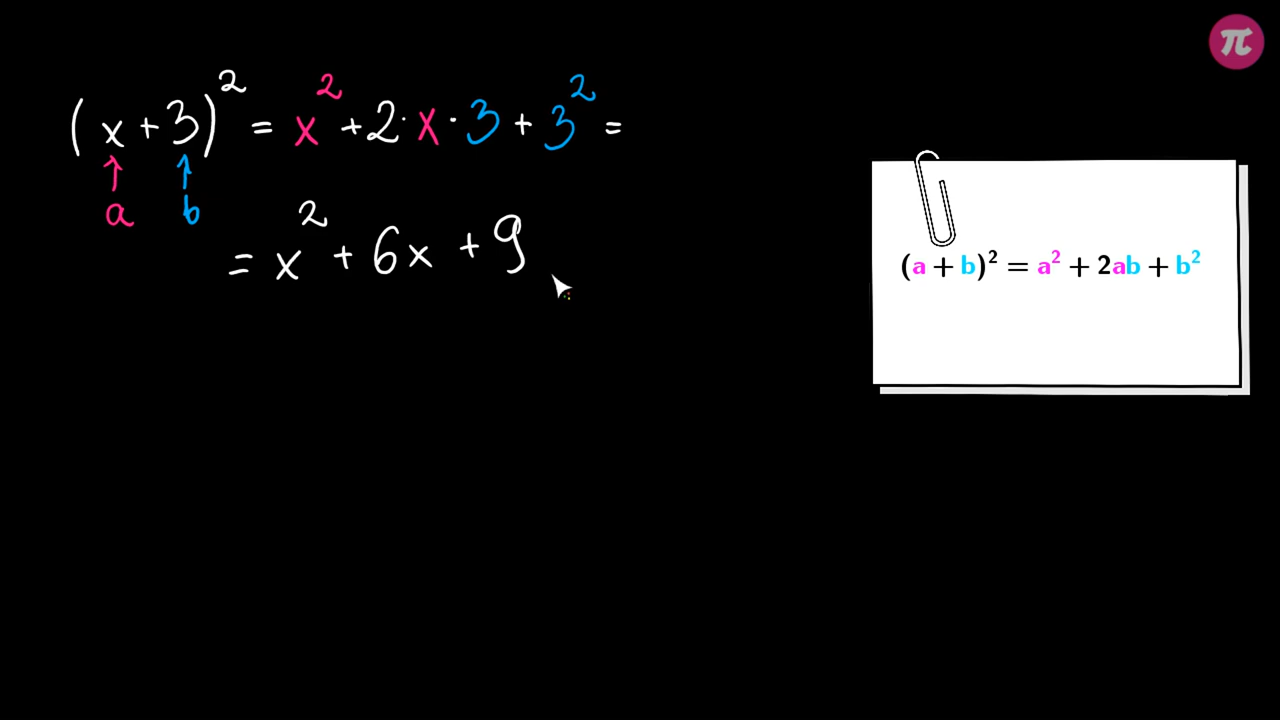 (x + 3)² = x² + 2 · x · 3 + 3² =
a b
= x² + 6x + 9
(a + b)² = a² + 2ab + b²
π